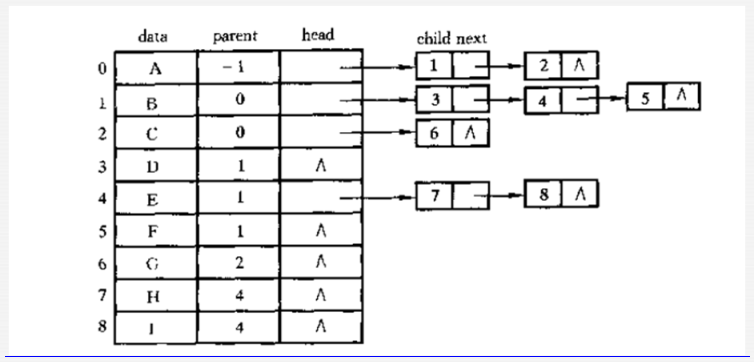 data parent head child next
0 A -1 1 2 ∧
1 B 0 3 4 5 ∧
2 C 0 6 ∧
3 D 1 ∧
4 E 1 7 8 ∧
5 F 1 ∧
6 G 2 ∧
7 H 4 ∧
8 I 4 ∧